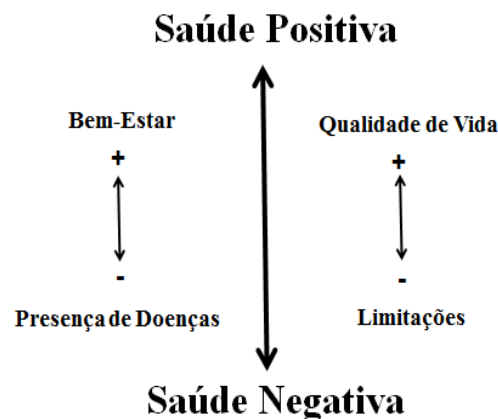 Saúde Positiva
Bem-Estar
Qualidade de Vida
+
+
-
-
Presença de Doenças
Limitações
Saúde Negativa